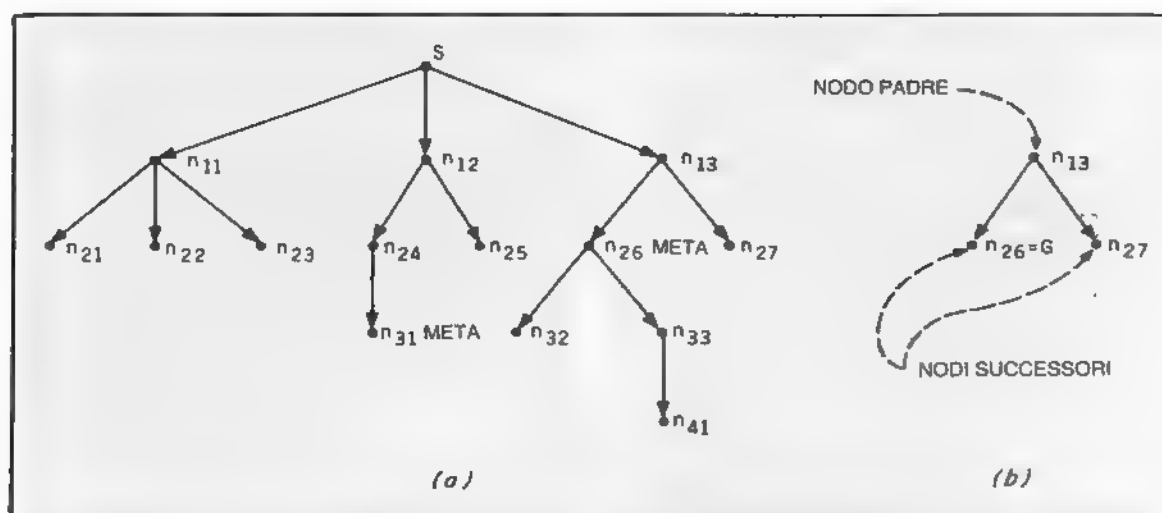 S
NODO PADRE
n11 n12 n13 n13
n21 n22 n23 n24 n25 n26 META n27 n26=G n27
n31 META n32 n33
NODI SUCCESSORI
n41
(a) (b)